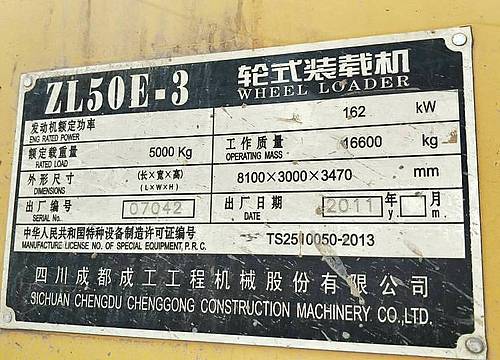 ZL50E-3 轮式装载机
WHEEL LOADER
发动机额定功率 162 kW
ENG RATED POWER
额定载重量 5000 Kg 工作质量 16600 kg
RATED LOAD OPERATING MASS
外形尺寸 (长×宽×高) 8100×3000×3470 mm
DIMENSIONS (L×W×H)
出厂编号 07042 出厂日期 2011 年 月
SERIAL No. DATE y. m.
中华人民共和国特种设备制造许可证编号 TS2510050-2013
MANUFACTURE LICENSE NO. OF SPECIAL EQUIPMENT, P.R.C.
四川成都成工工程机械股份有限公司
SICHUAN CHENGDU CHENGGONG CONSTRUCTION MACHINERY CO.,LTD.